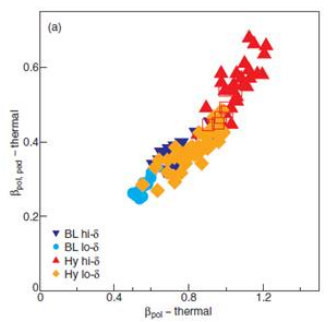 (a)
0.6
0.4
0.2
0
βpol, ped – thermal
BL hi-δ
BL lo-δ
Hy hi-δ
Hy lo-δ
0 0.4 0.8 1.2
βpol – thermal